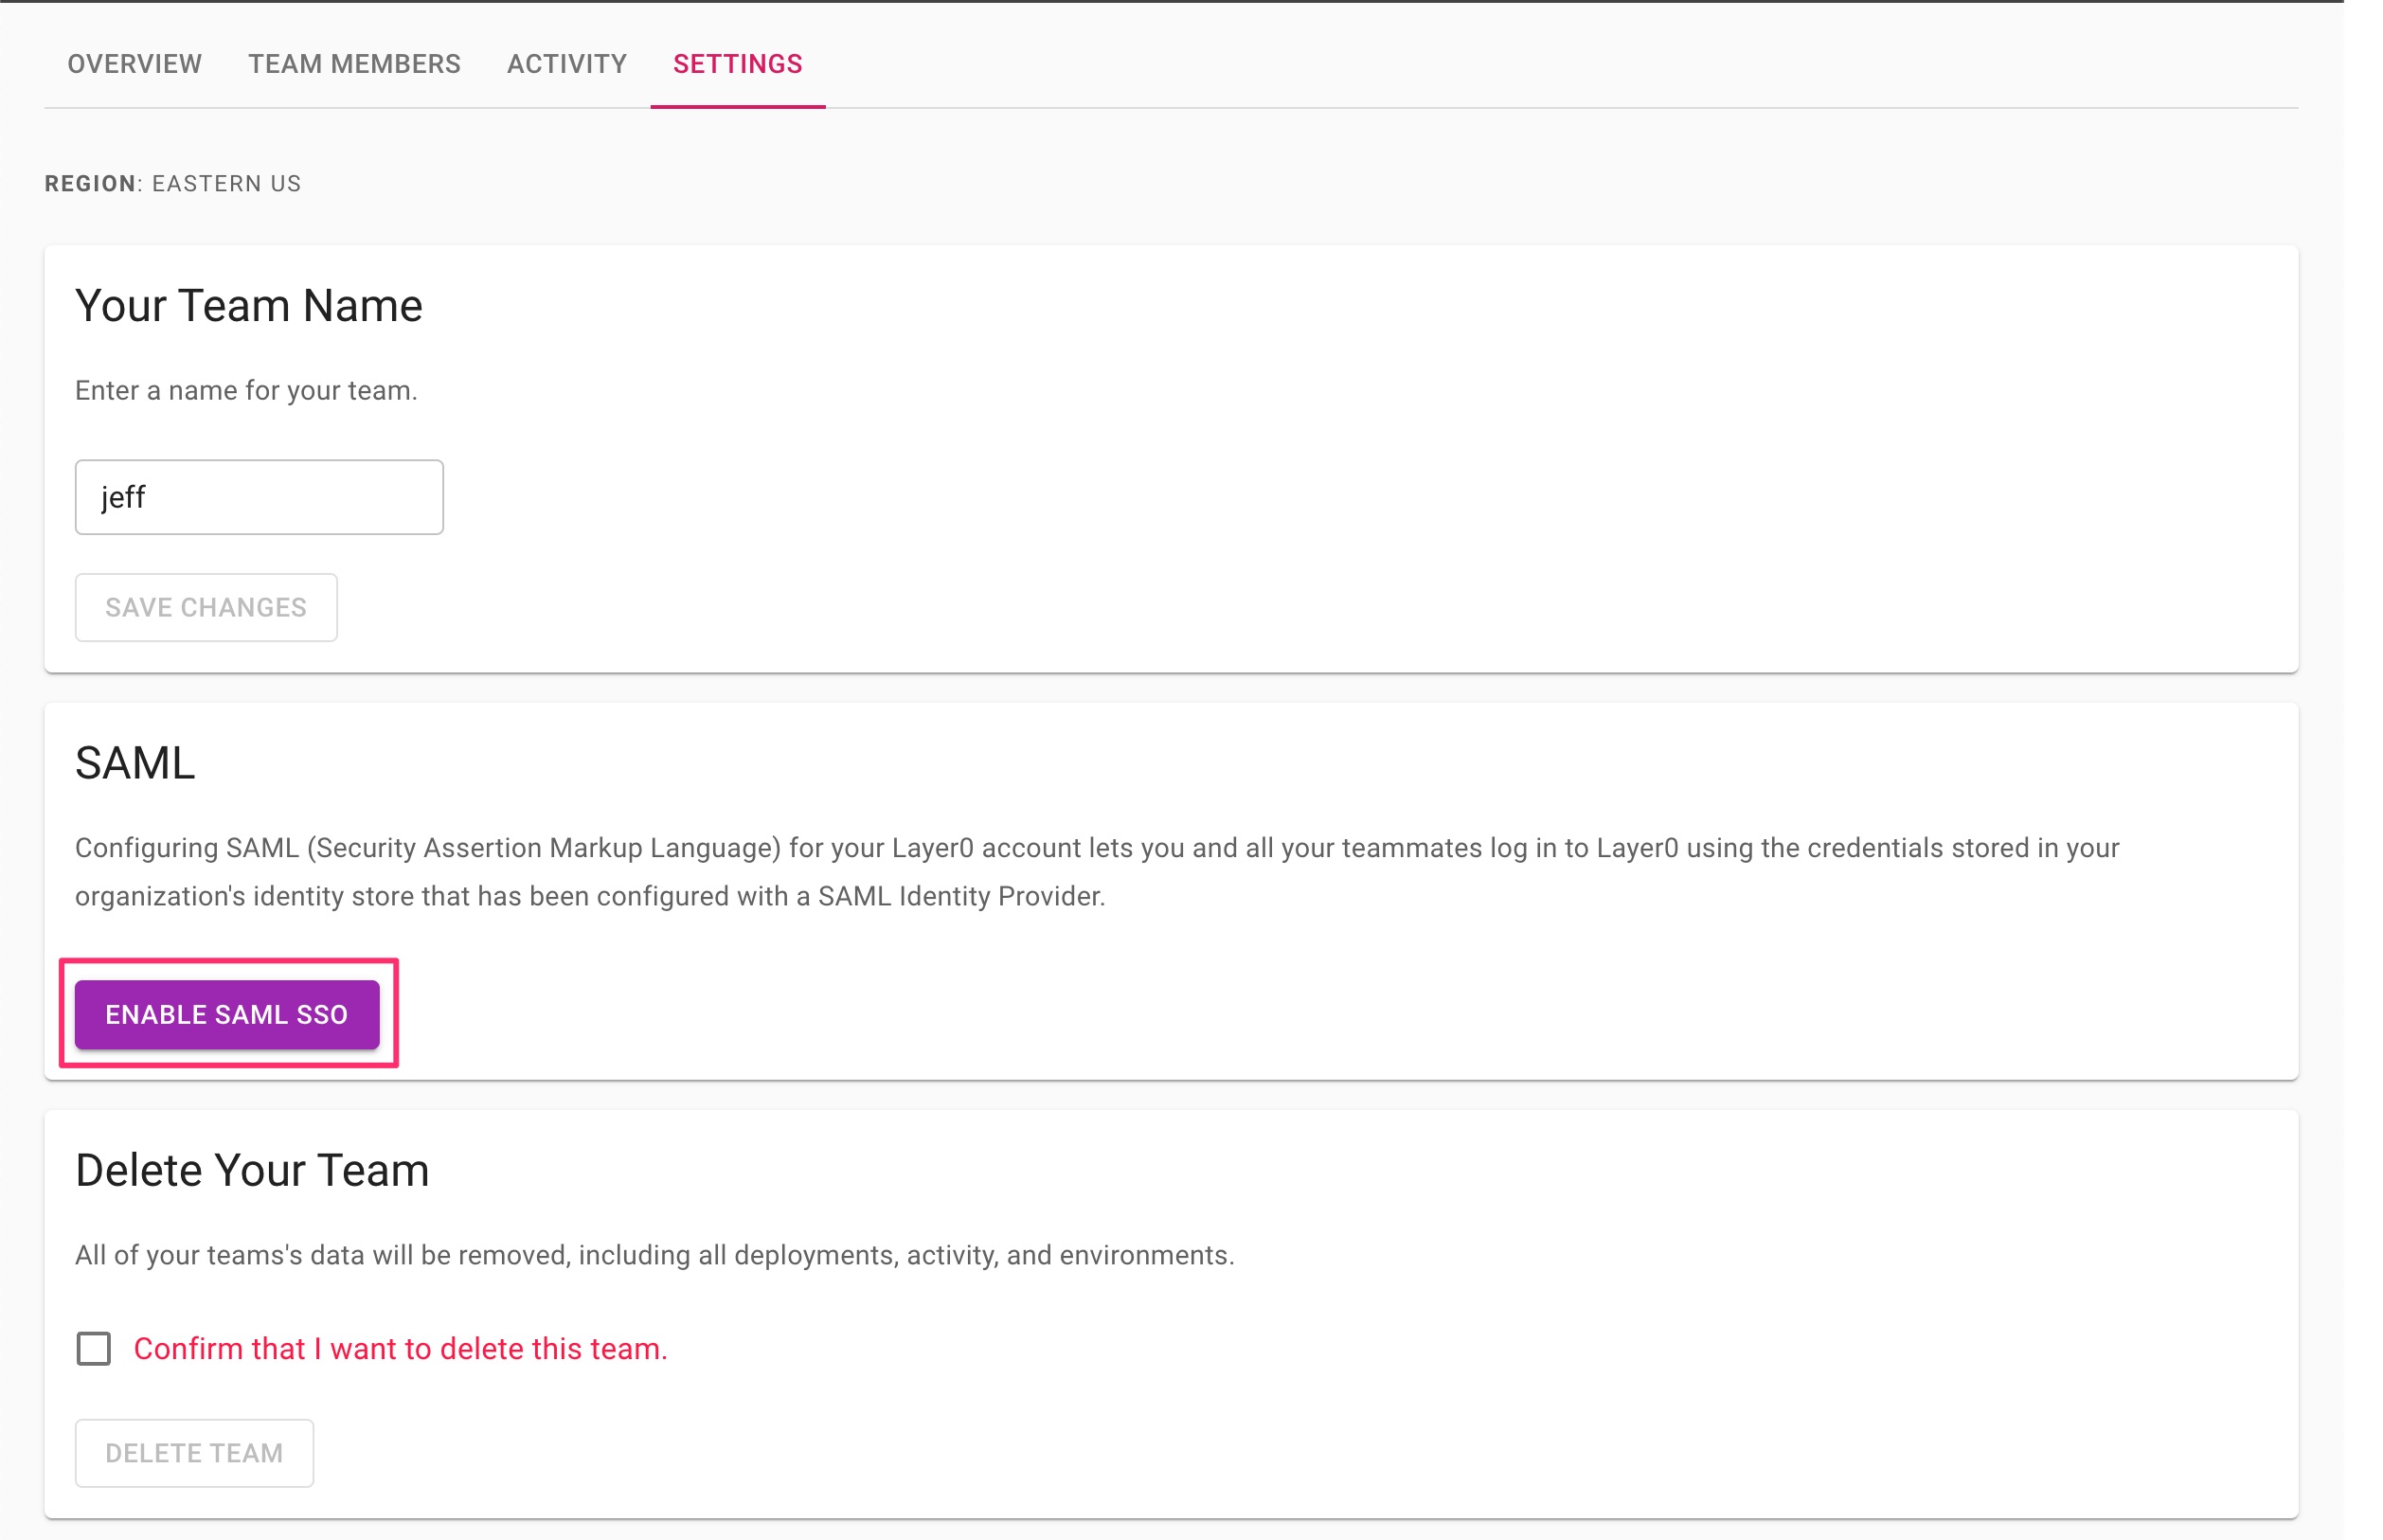 OVERVIEW TEAM MEMBERS ACTIVITY SETTINGS
REGION: EASTERN US
Your Team Name
Enter a name for your team.
jeff
SAVE CHANGES
SAML
Configuring SAML (Security Assertion Markup Language) for your Layer0 account lets you and all your teammates log in to Layer0 using the credentials stored in your
organization's identity store that has been configured with a SAML Identity Provider.
ENABLE SAML SSO
Delete Your Team
All of your teams's data will be removed, including all deployments, activity, and environments.
Confirm that I want to delete this team.
DELETE TEAM